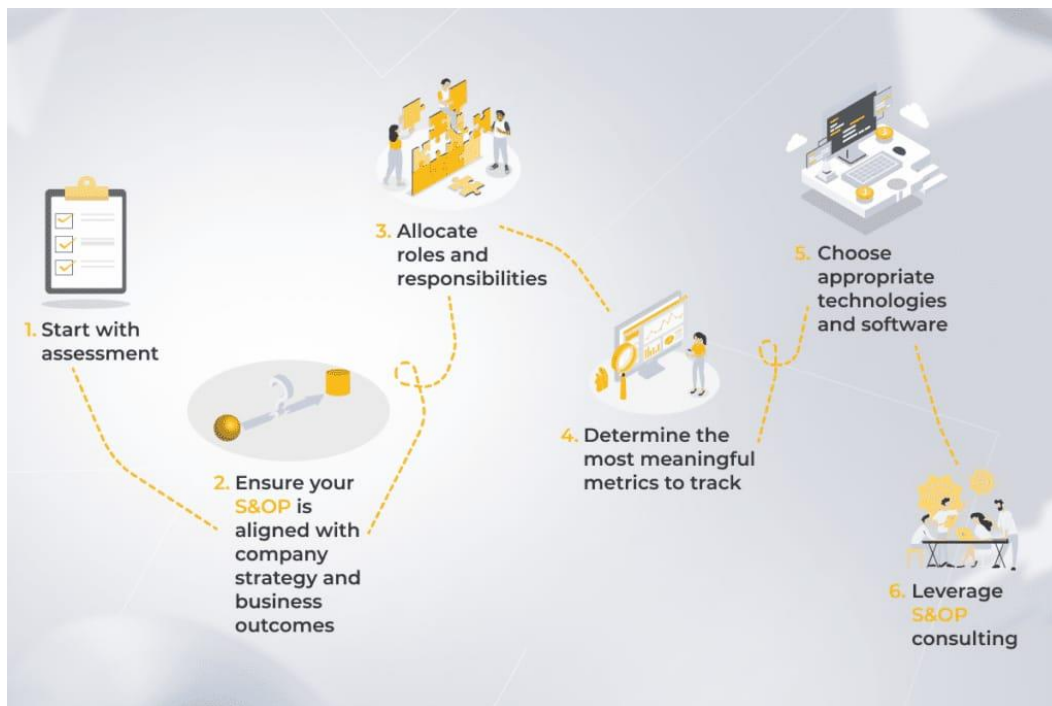 1. Start with
assessment
2. Ensure your
S&OP is
aligned with
company
strategy and
business
outcomes
3. Allocate
roles and
responsibilities
4. Determine the
most meaningful
metrics to track
5. Choose
appropriate
technologies
and software
6. Leverage
S&OP
consulting